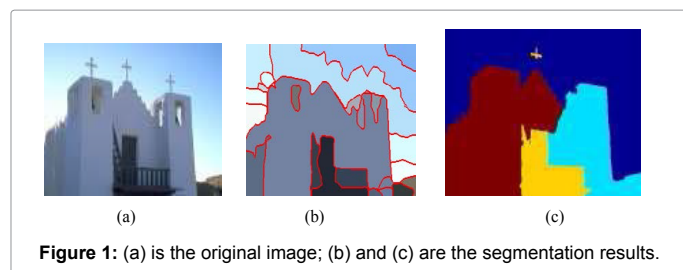 (a) (b) (c)
Figure 1: (a) is the original image; (b) and (c) are the segmentation results.